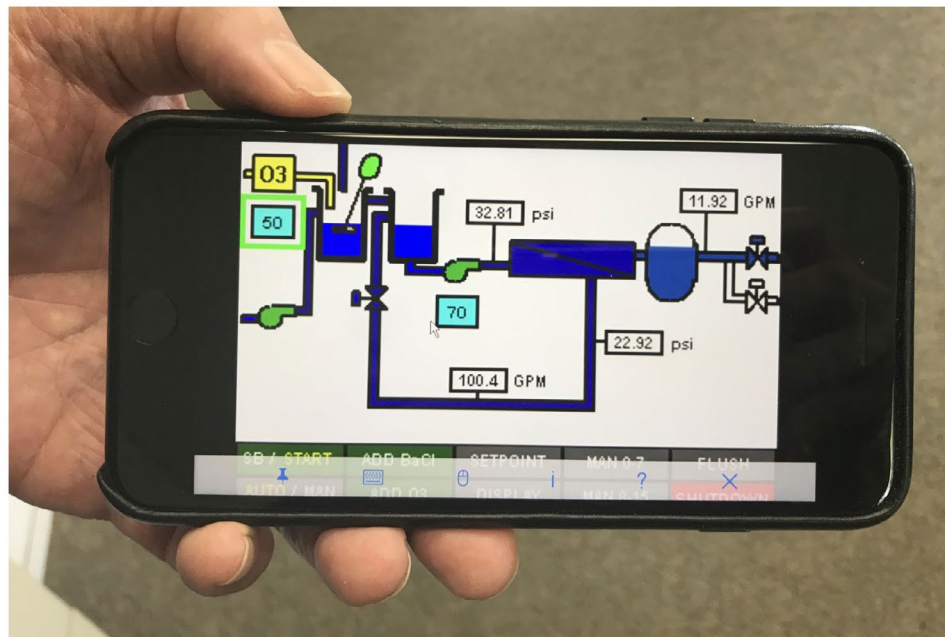 O3
50
32.81 psi
11.92 GPM
70
22.92 psi
100.4 GPM
SB / START ADD BaCl SETPOINT MAN 0-7 FLUSH
i ?
AUTO / MAN ADD O3 DISPLAY MAN 8-15 SHUTDOWN